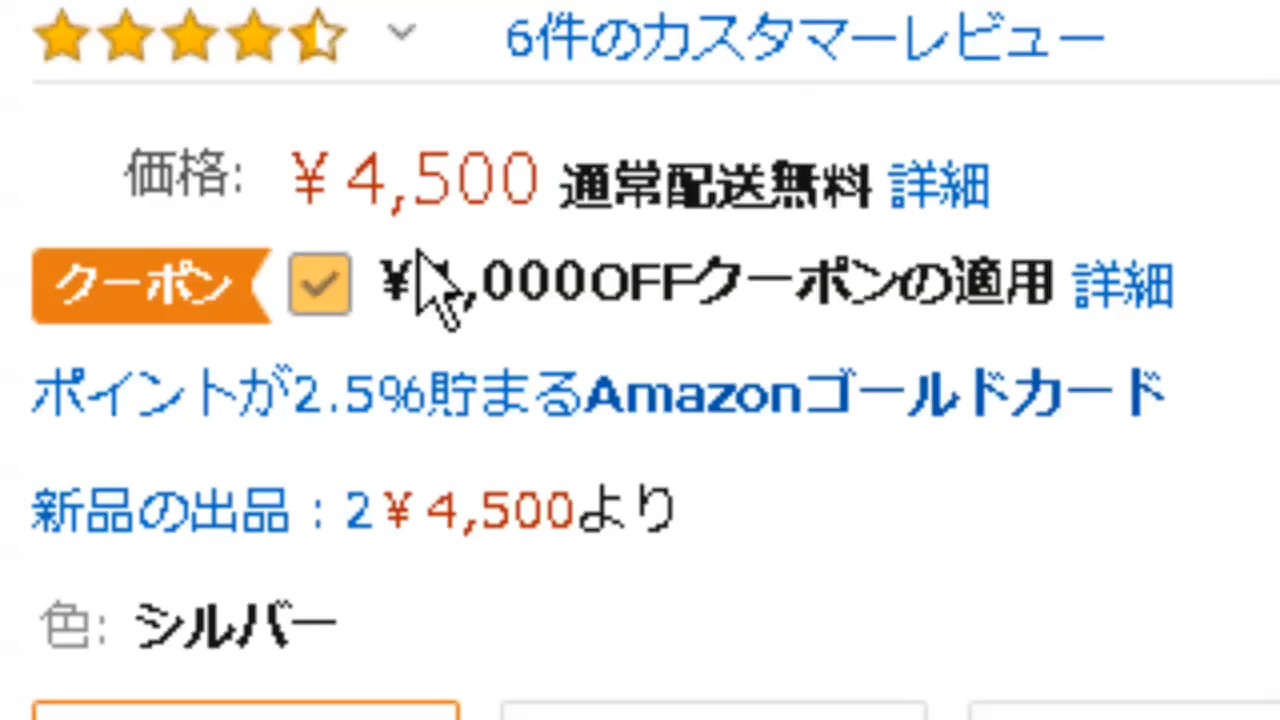 6件のカスタマーレビュー
価格: ¥ 4,500 通常配送無料 詳細
クーポン ,000OFFクーポンの適用 詳細
ポイントが2.5%貯まるAmazonゴールドカード
新品の出品：2 ¥ 4,500より
色: シルバー